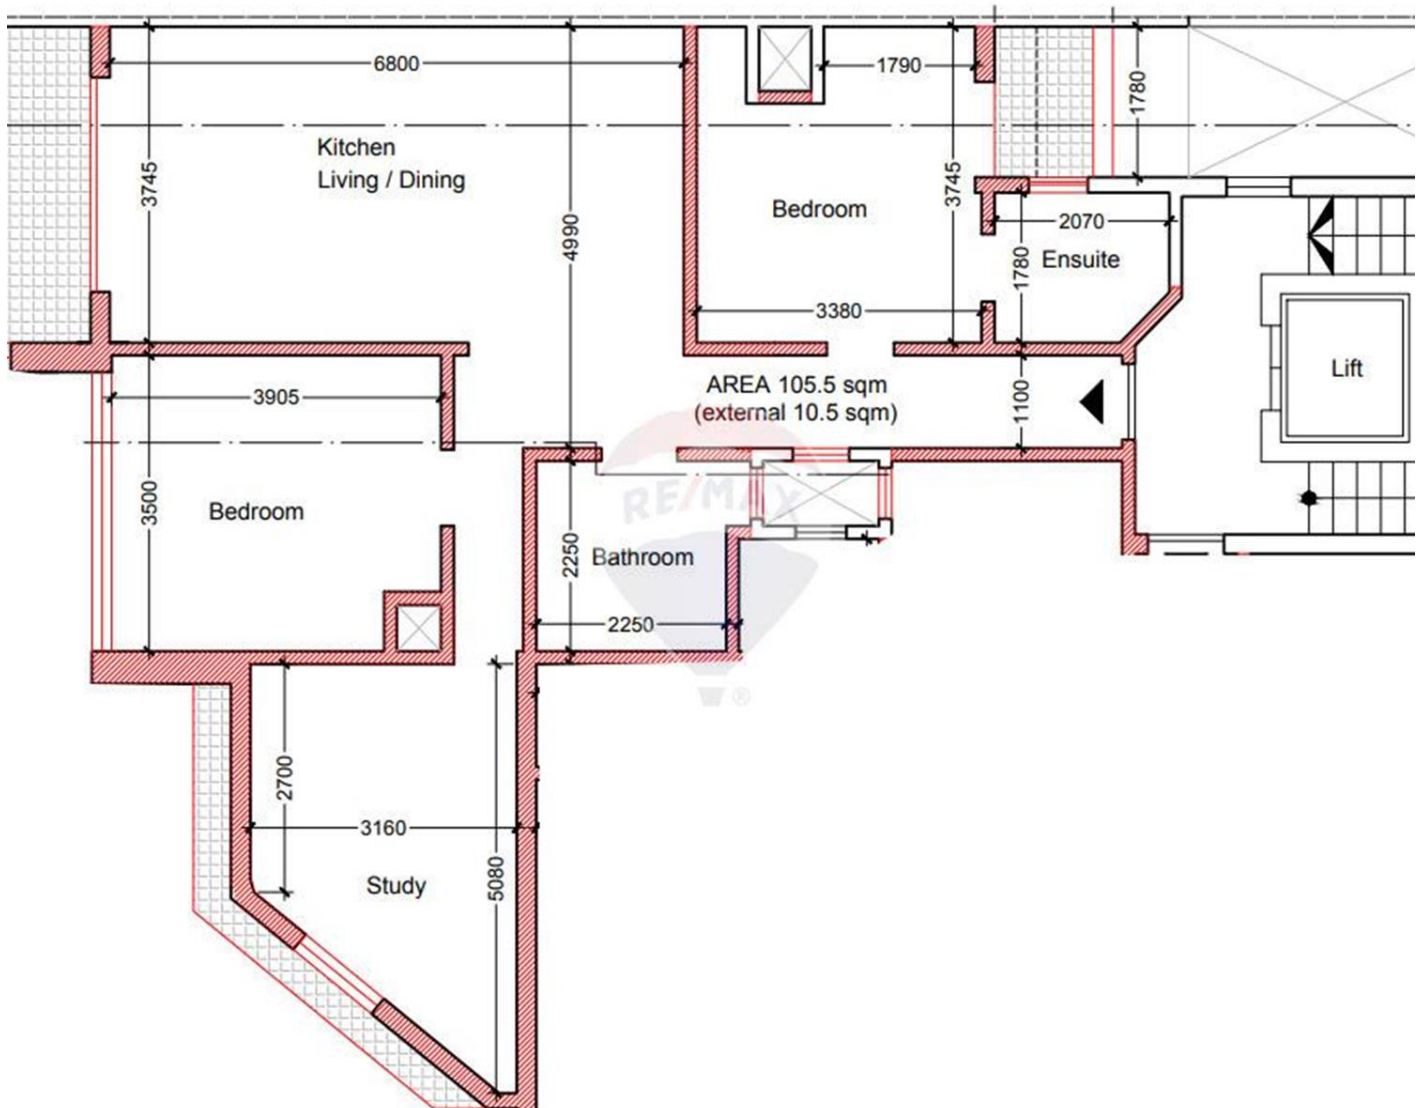 6800
1790
1780
Kitchen
Living / Dining
3745
4990
Bedroom
3745
2070
Ensuite
1780
3380
Lift
3905
AREA 105.5 sqm
(external 10.5 sqm)
1100
RE/MAX
Bedroom
3500
Bathroom
2250
2250
®
2700
3160
Study
5080